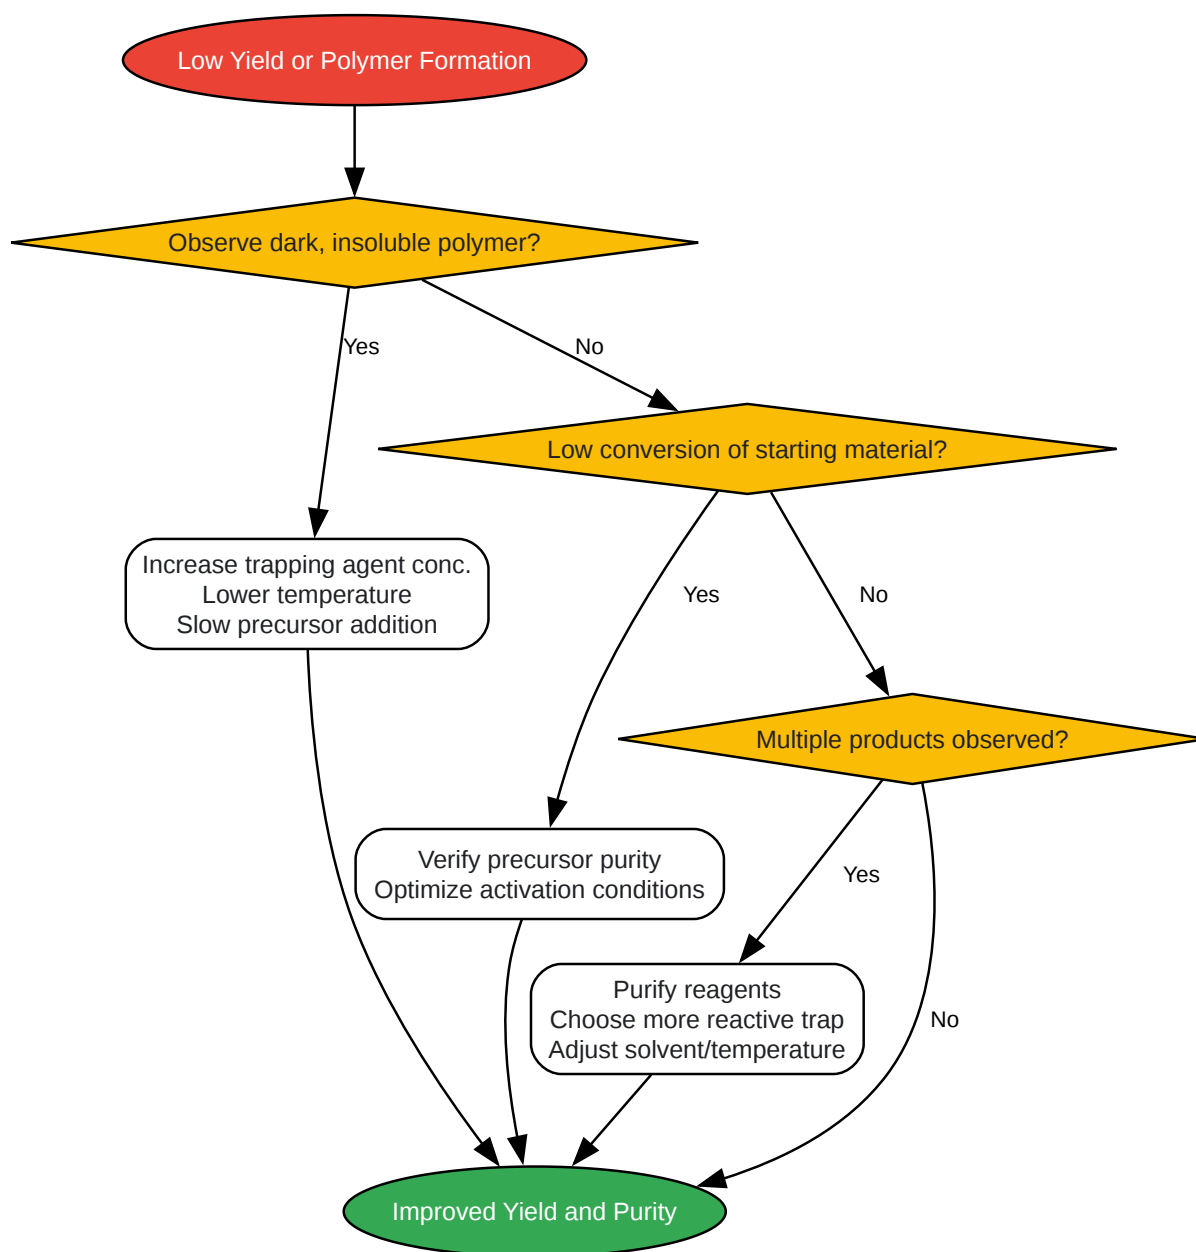 Low Yield or Polymer Formation
Observe dark, insoluble polymer?
Yes
No
Low conversion of starting material?
Increase trapping agent conc.
Lower temperature
Slow precursor addition
Yes
No
Multiple products observed?
Verify precursor purity
Optimize activation conditions
Yes
Purify reagents
Choose more reactive trap
Adjust solvent/temperature
No
Improved Yield and Purity